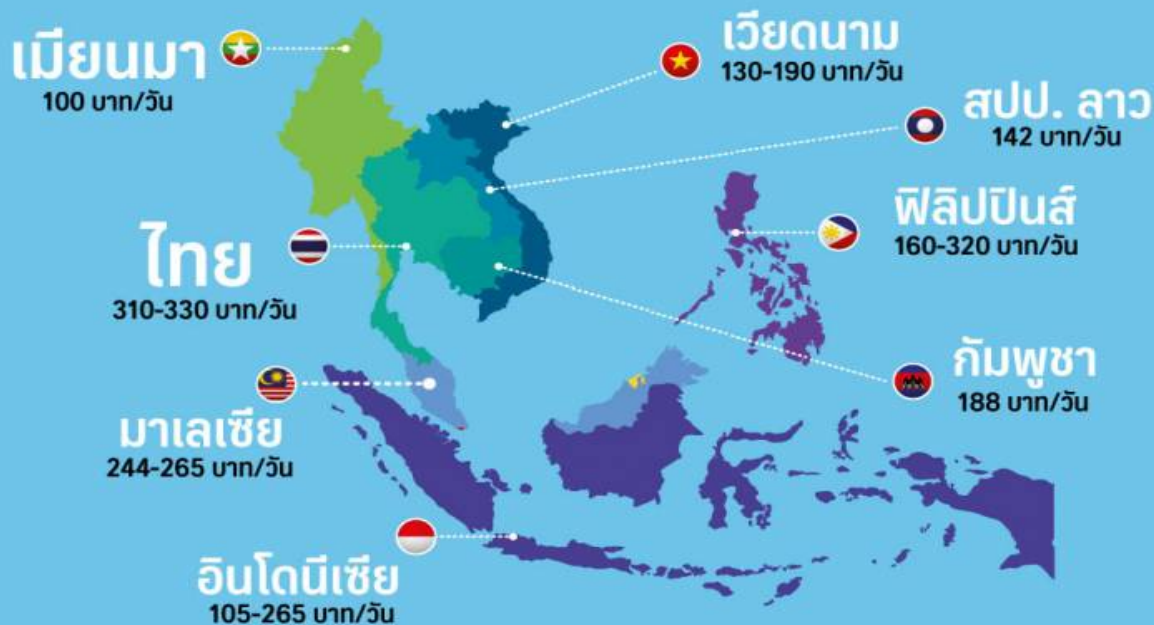 เมียนมา
100 บาท/วัน
เวียดนาม
130-190 บาท/วัน
สปป. ลาว
142 บาท/วัน
ฟิลิปปินส์
160-320 บาท/วัน
ไทย
310-330 บาท/วัน
กัมพูชา
188 บาท/วัน
มาเลเซีย
244-265 บาท/วัน
อินโดนีเซีย
105-265 บาท/วัน